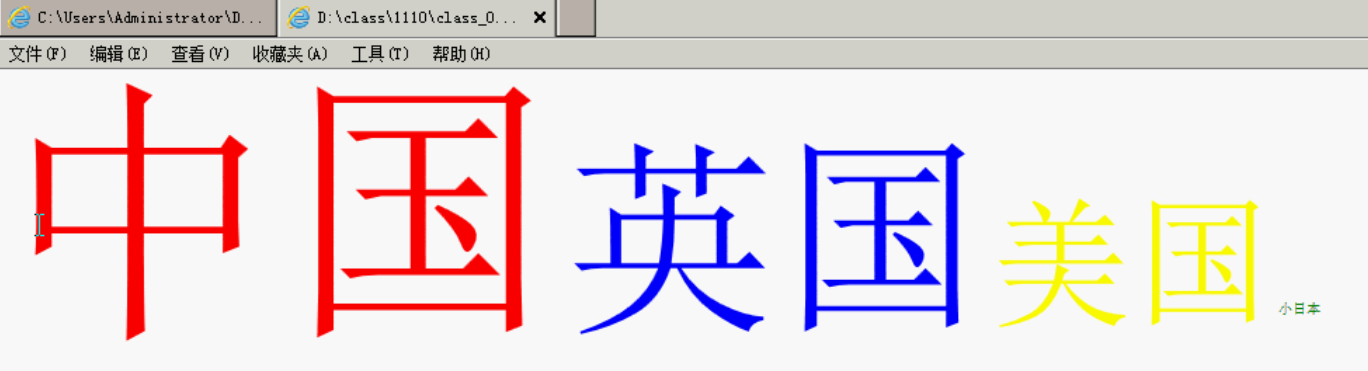 C:\Users\Administrator\D... D:\class\1110\class_0...
文件(F) 编辑(E) 查看(V) 收藏夹(A) 工具(T) 帮助(H)
中国 英国 美国 小日本